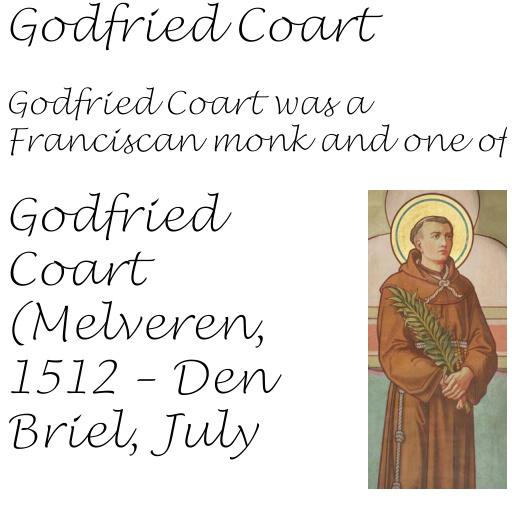 Godfried Coart
Godfried Coart was a
Franciscan monk and one of
Godfried
Coart
(Melveren,
1512 – Den
Briel, July